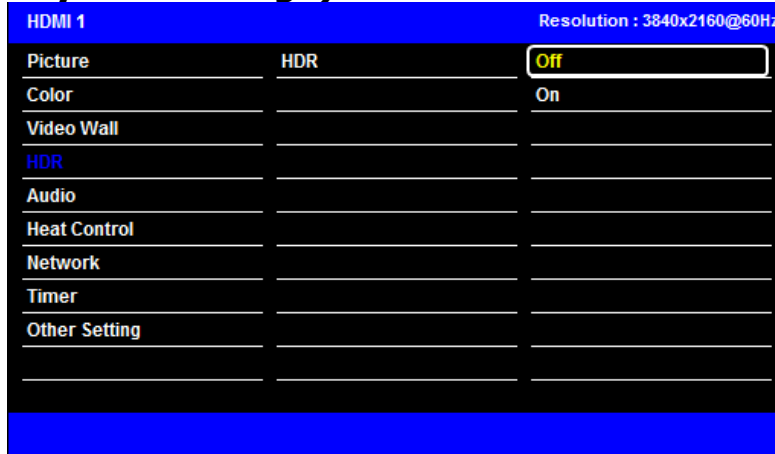 HDMI 1 Resolution : 3840x2160@60Hz
Picture HDR Off
Color On
Video Wall
HDR
Audio
Heat Control
Network
Timer
Other Setting